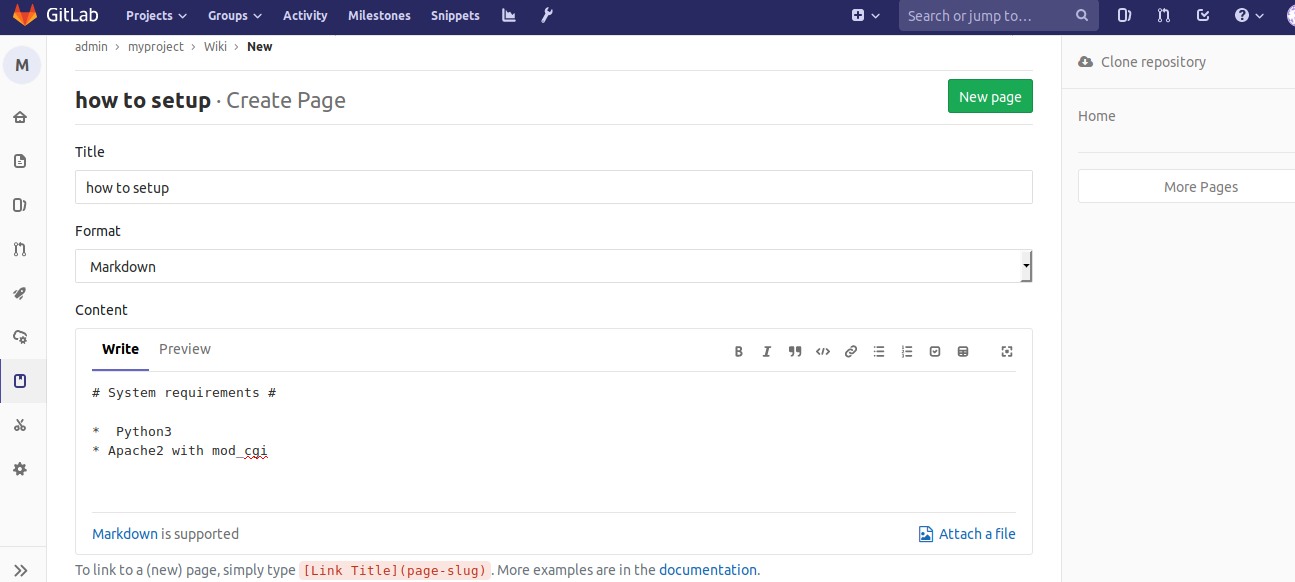 GitLab Projects Groups Activity Milestones Snippets Search or jump to...
admin › myproject › Wiki › New
M
Clone repository
how to setup · Create Page
New page
Home
Title
how to setup
More Pages
Format
Markdown
Content
Write Preview
# System requirements #
*  Python3
* Apache2 with mod_cgi
Markdown is supported
Attach a file
To link to a (new) page, simply type [Link Title](page-slug). More examples are in the documentation.